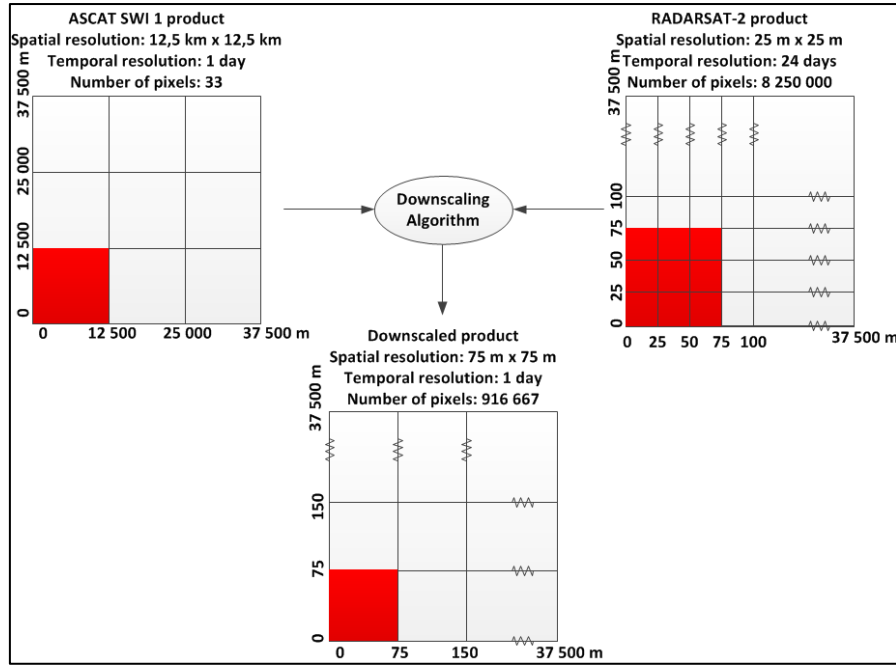 ASCAT SWI 1 product
Spatial resolution: 12,5 km x 12,5 km
Temporal resolution: 1 day
Number of pixels: 33
37 500 m
25 000
12 500
0
0 12 500 25 000 37 500 m
RADARSAT-2 product
Spatial resolution: 25 m x 25 m
Temporal resolution: 24 days
Number of pixels: 8 250 000
37 500 m
100
75
50
25
0
0 25 50 75 100 37 500 m
Downscaling
Algorithm
Downscaled product
Spatial resolution: 75 m x 75 m
Temporal resolution: 1 day
Number of pixels: 916 667
37 500 m
150
75
0
0 75 150 37 500 m